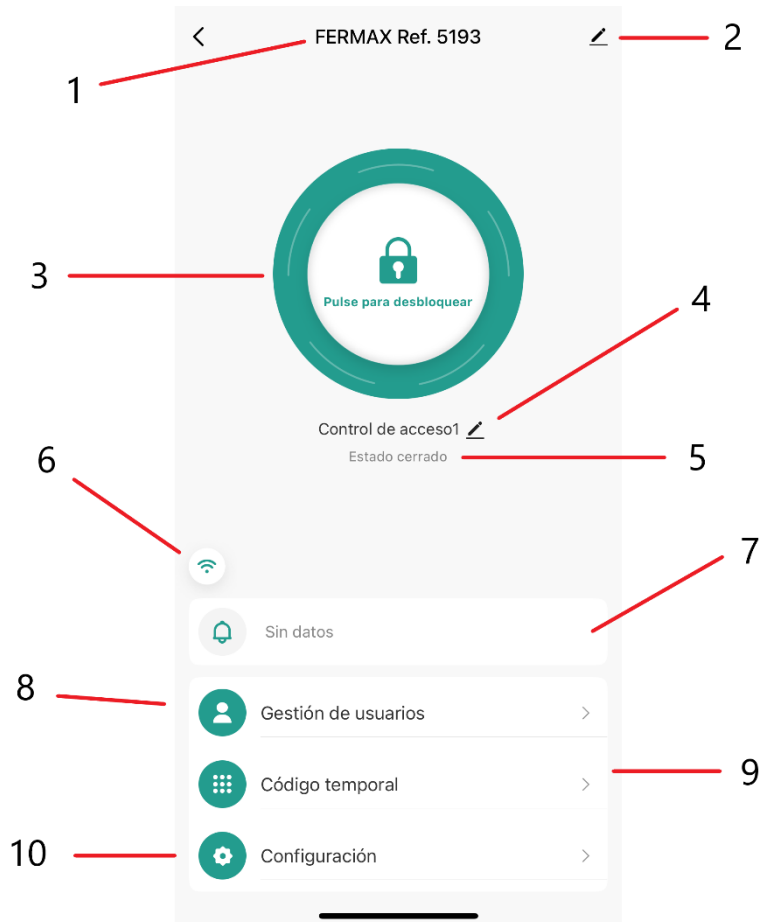 FERMAX Ref. 5193
2
1
3
Pulse para desbloquear
4
Control de acceso1
Estado cerrado
5
6
7
Sin datos
8
Gestión de usuarios
Código temporal
9
10
Configuración